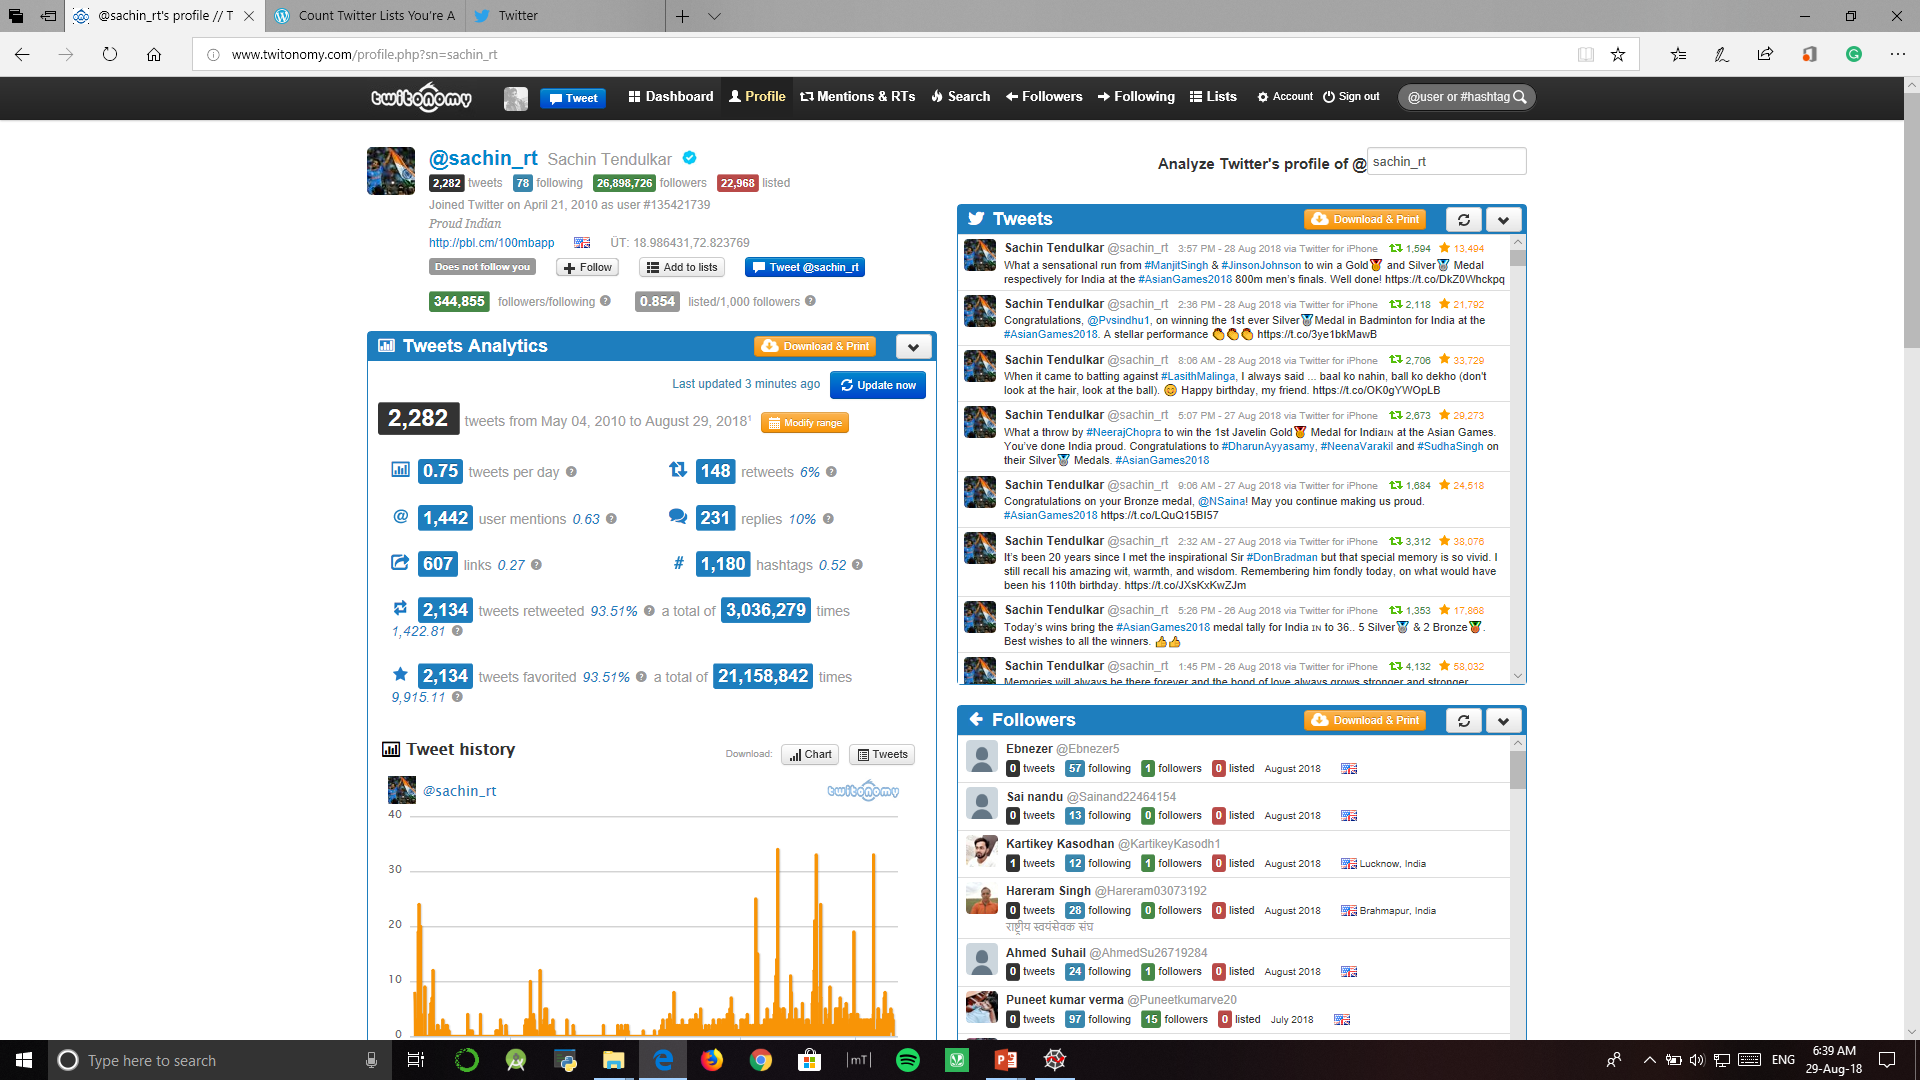 @sachin_rt's profile // T
Count Twitter Lists You're A
Twitter
www.twitonomy.com/profile.php?sn=sachin_rt
twitonomy
Tweet
Dashboard
Profile
Mentions & RTs
Search
Followers
Following
Lists
Account
Sign out
@user or #hashtag
@sachin_rt Sachin Tendulkar
2,282 tweets 78 following 26,898,726 followers 22,968 listed
Joined Twitter on April 21, 2010 as user #135421739
Proud Indian
http://pbl.cm/100mbapp ÜT: 18.986431,72.823769
Does not follow you Follow Add to lists Tweet @sachin_rt
344,855 followers/following ? 0.854 listed/1,000 followers ?
Analyze Twitter's profile of @ sachin_rt
Tweets Analytics Download & Print
Last updated 3 minutes ago Update now
2,282 tweets from May 04, 2010 to August 29, 2018¹ Modify range
0.75 tweets per day ? 148 retweets 6% ?
@ 1,442 user mentions 0.63 ? 231 replies 10% ?
607 links 0.27 ? # 1,180 hashtags 0.52 ?
2,134 tweets retweeted 93.51% ? a total of 3,036,279 times
1,422.81 ?
2,134 tweets favorited 93.51% ? a total of 21,158,842 times
9,915.11 ?
Tweet history Download: Chart Tweets
@sachin_rt twitonomy
40
30
20
10
0
Tweets Download & Print
Sachin Tendulkar @sachin_rt 3:57 PM - 28 Aug 2018 via Twitter for iPhone 1,594 13,494
What a sensational run from #ManjitSingh & #JinsonJohnson to win a Gold🏅 and Silver🥈 Medal
respectively for India at the #AsianGames2018 800m men's finals. Well done! https://t.co/DkZ0Whckpq
Sachin Tendulkar @sachin_rt 2:36 PM - 28 Aug 2018 via Twitter for iPhone 2,118 21,792
Congratulations, @Pvsindhu1, on winning the 1st ever Silver🥈Medal in Badminton for India at the
#AsianGames2018. A stellar performance 👏👏👏 https://t.co/3ye1bkMawB
Sachin Tendulkar @sachin_rt 8:06 AM - 28 Aug 2018 via Twitter for iPhone 2,706 33,729
When it came to batting against #LasithMalinga, I always said ... baal ko nahin, ball ko dekho (don't
look at the hair, look at the ball). 😊 Happy birthday, my friend. https://t.co/OK0gYWOpLB
Sachin Tendulkar @sachin_rt 5:07 PM - 27 Aug 2018 via Twitter for iPhone 2,673 29,273
What a throw by #NeerajChopra to win the 1st Javelin Gold🏅 Medal for India🇮🇳 at the Asian Games.
You've done India proud. Congratulations to #DharunAyyasamy, #NeenaVarakil and #SudhaSingh on
their Silver🥈 Medals. #AsianGames2018
Sachin Tendulkar @sachin_rt 9:06 AM - 27 Aug 2018 via Twitter for iPhone 1,684 24,518
Congratulations on your Bronze medal, @NSaina! May you continue making us proud.
#AsianGames2018 https://t.co/LQuQ15BI57
Sachin Tendulkar @sachin_rt 2:32 AM - 27 Aug 2018 via Twitter for iPhone 3,312 38,076
It's been 20 years since I met the inspirational Sir #DonBradman but that special memory is so vivid. I
still recall his amazing wit, warmth, and wisdom. Remembering him fondly today, on what would have
been his 110th birthday. https://t.co/JXsKxKwZJm
Sachin Tendulkar @sachin_rt 5:26 PM - 26 Aug 2018 via Twitter for iPhone 1,353 17,868
Today's wins bring the #AsianGames2018 medal tally for India 🇮🇳 to 36.. 5 Silver🥈 & 2 Bronze🥉.
Best wishes to all the winners. 👍👍
Sachin Tendulkar @sachin_rt 1:45 PM - 26 Aug 2018 via Twitter for iPhone 4,132 58,032
Memories will always be there forever and the bond of love always grows stronger and stronger
Followers Download & Print
Ebnezer @Ebnezer5
0 tweets 57 following 1 followers 0 listed August 2018
Sai nandu @Sainand22464154
0 tweets 13 following 0 followers 0 listed August 2018
Kartikey Kasodhan @KartikeyKasodh1
1 tweets 12 following 1 followers 0 listed August 2018 Lucknow, India
Hareram Singh @Hareram03073192
0 tweets 28 following 0 followers 0 listed August 2018 Brahmapur, India
राष्ट्रीय स्वयंसेवक संघ
Ahmed Suhail @AhmedSu26719284
0 tweets 24 following 1 followers 0 listed August 2018
Puneet kumar verma @Puneetkumarve20
0 tweets 97 following 15 followers 0 listed July 2018
Type here to search
|mT|
ENG
6:39 AM
29-Aug-18